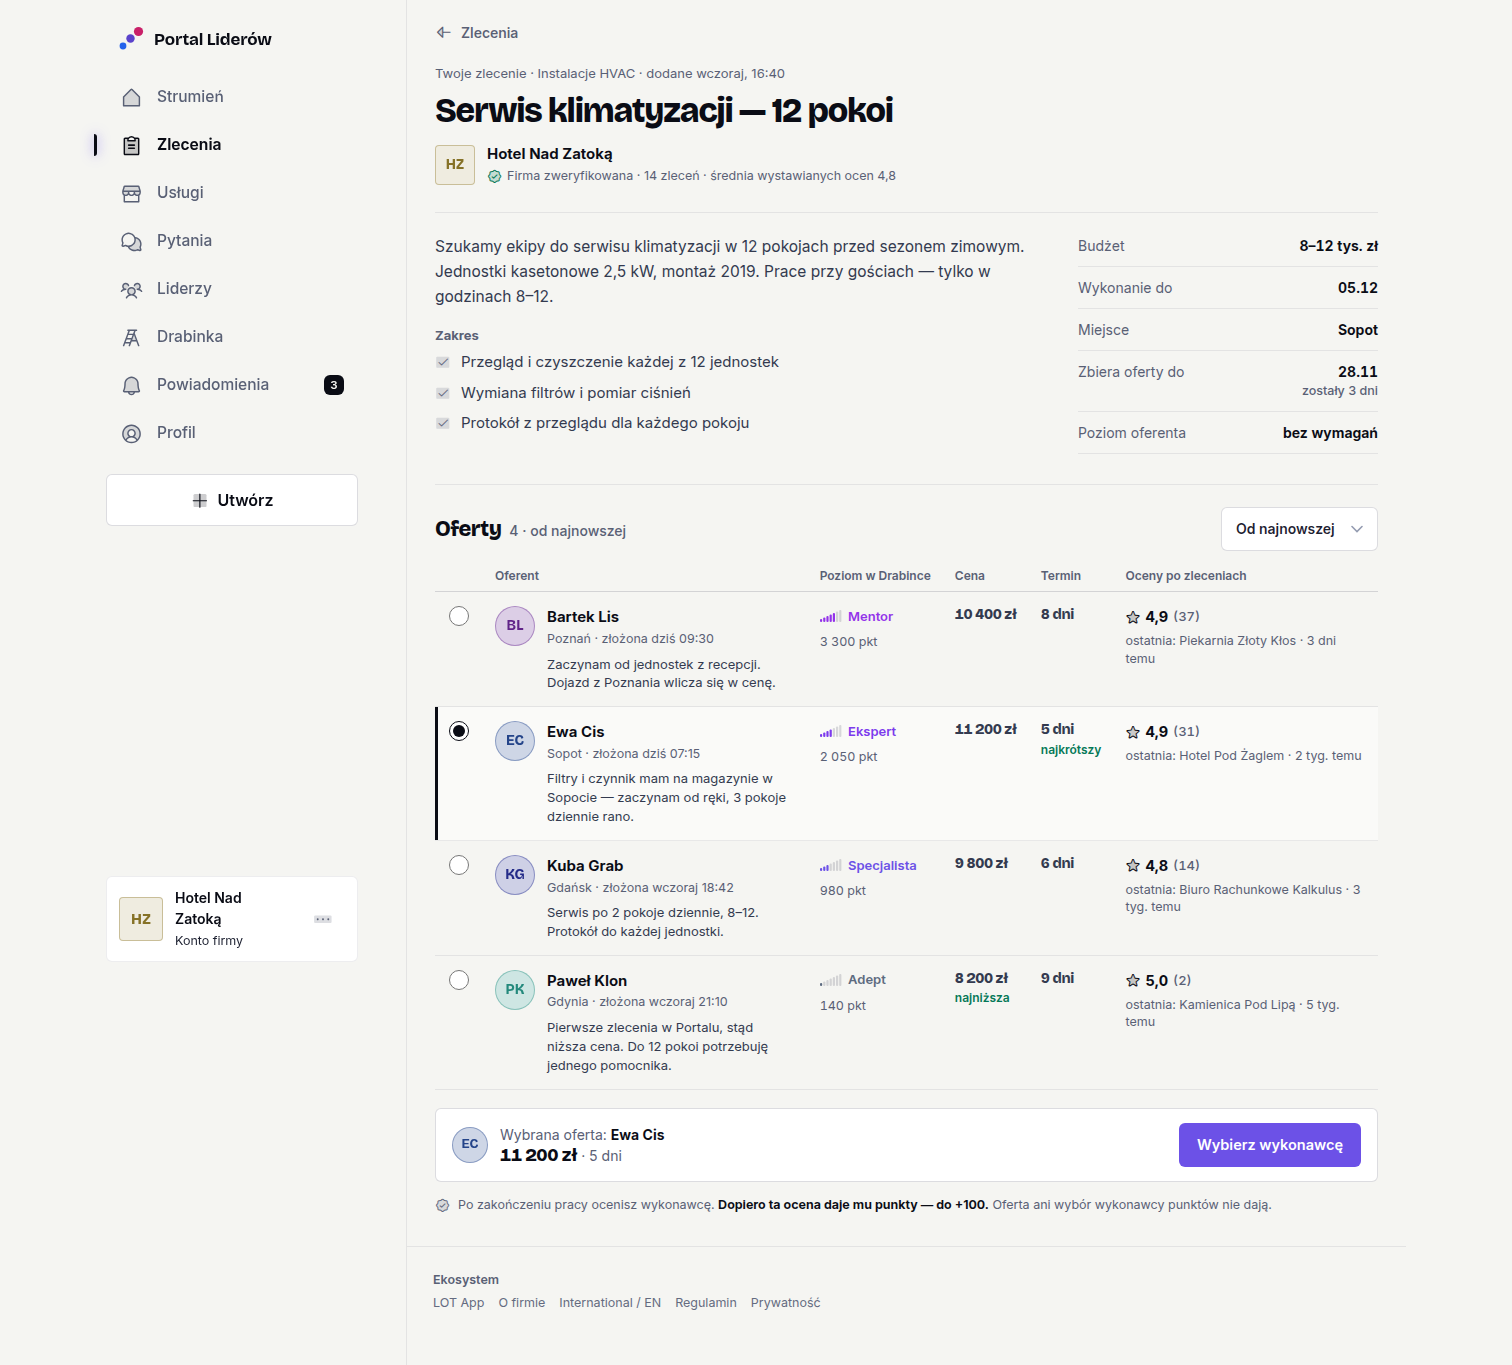 Portal Liderów
Strumień
Zlecenia
Usługi
Pytania
Liderzy
Drabinka
Powiadomienia 3
Profil
Utwórz
HZ
Hotel Nad
Zatoką
Konto firmy
Zlecenia
Twoje zlecenie · Instalacje HVAC · dodane wczoraj, 16:40
Serwis klimatyzacji — 12 pokoi
HZ
Hotel Nad Zatoką
Firma zweryfikowana · 14 zleceń · średnia wystawianych ocen 4,8
Szukamy ekipy do serwisu klimatyzacji w 12 pokojach przed sezonem zimowym.
Jednostki kasetonowe 2,5 kW, montaż 2019. Prace przy gościach — tylko w
godzinach 8–12.
Zakres
Przegląd i czyszczenie każdej z 12 jednostek
Wymiana filtrów i pomiar ciśnień
Protokół z przeglądu dla każdego pokoju
Budżet 8–12 tys. zł
Wykonanie do 05.12
Miejsce Sopot
Zbiera oferty do 28.11
zostały 3 dni
Poziom oferenta bez wymagań
Oferty 4 · od najnowszej
Od najnowszej
Oferent Poziom w Drabince Cena Termin Oceny po zleceniach
BL
Bartek Lis
Poznań · złożona dziś 09:30
Zaczynam od jednostek z recepcji.
Dojazd z Poznania wlicza się w cenę.
Mentor
3 300 pkt
10 400 zł
8 dni
4,9 (37)
ostatnia: Piekarnia Złoty Kłos · 3 dni
temu
EC
Ewa Cis
Sopot · złożona dziś 07:15
Filtry i czynnik mam na magazynie w
Sopocie — zaczynam od ręki, 3 pokoje
dziennie rano.
Ekspert
2 050 pkt
11 200 zł
5 dni
najkrótszy
4,9 (31)
ostatnia: Hotel Pod Żaglem · 2 tyg. temu
KG
Kuba Grab
Gdańsk · złożona wczoraj 18:42
Serwis po 2 pokoje dziennie, 8–12.
Protokół do każdej jednostki.
Specjalista
980 pkt
9 800 zł
6 dni
4,8 (14)
ostatnia: Biuro Rachunkowe Kalkulus · 3
tyg. temu
PK
Paweł Klon
Gdynia · złożona wczoraj 21:10
Pierwsze zlecenia w Portalu, stąd
niższa cena. Do 12 pokoi potrzebuję
jednego pomocnika.
Adept
140 pkt
8 200 zł
najniższa
9 dni
5,0 (2)
ostatnia: Kamienica Pod Lipą · 5 tyg.
temu
EC
Wybrana oferta: Ewa Cis
11 200 zł · 5 dni
Wybierz wykonawcę
Po zakończeniu pracy ocenisz wykonawcę. Dopiero ta ocena daje mu punkty — do +100. Oferta ani wybór wykonawcy punktów nie dają.
Ekosystem
LOT App O firmie International / EN Regulamin Prywatność